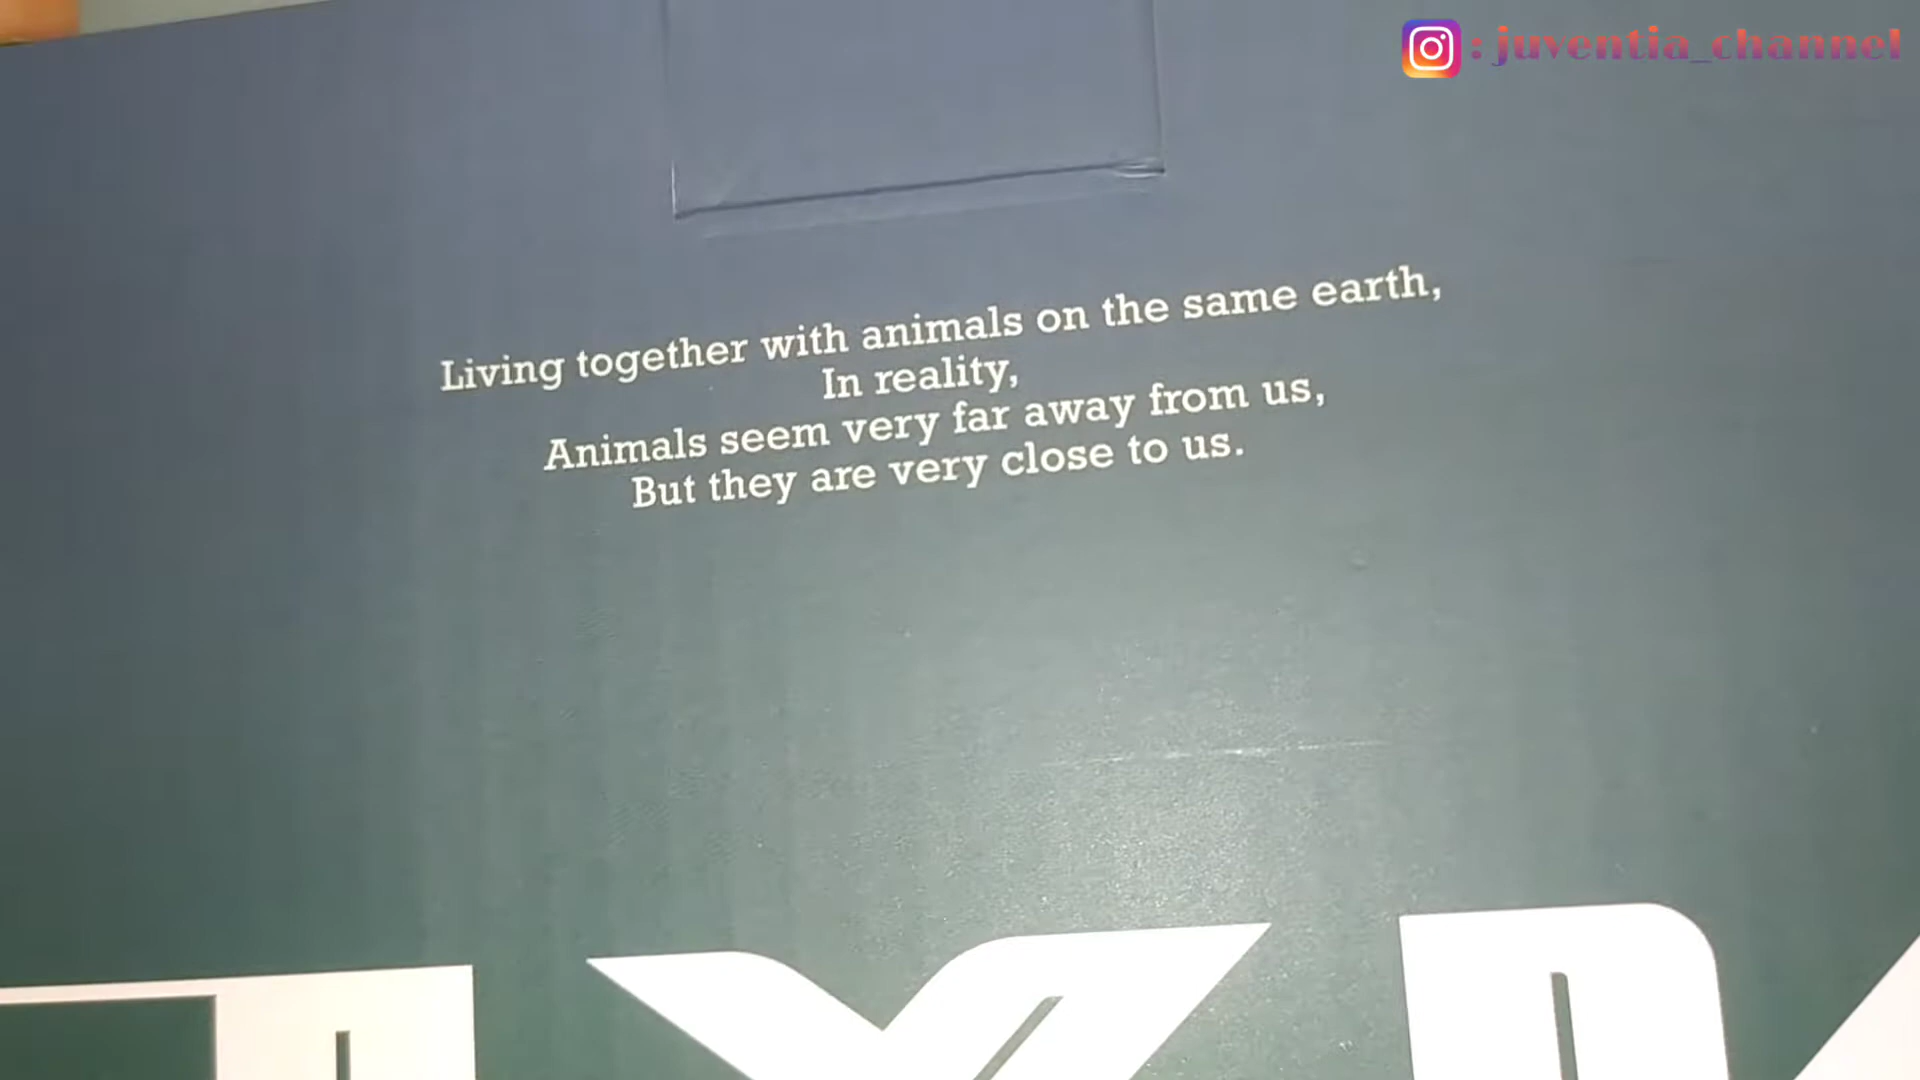 : juventia_channel
Living together with animals on the same earth,
In reality,
Animals seem very far away from us,
But they are very close to us.